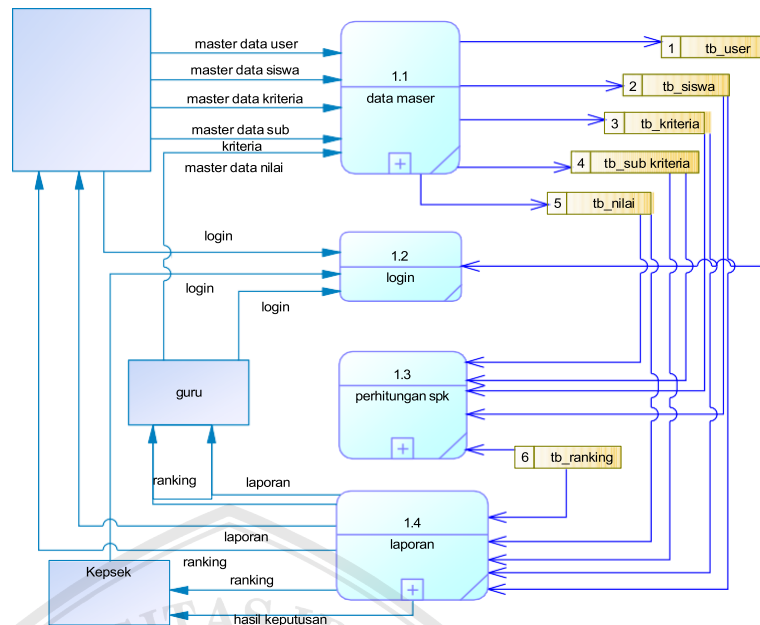 master data user
master data siswa
master data kriteria
master data sub
kriteria
master data nilai
1.1
data maser
1 tb_user
2 tb_siswa
3 tb_kriteria
4 tb_sub kriteria
5 tb_nilai
login
login
login
1.2
login
guru
1.3
perhitungan spk
6 tb_ranking
ranking
laporan
laporan
ranking
1.4
laporan
Kepsek
ranking
hasil keputusan